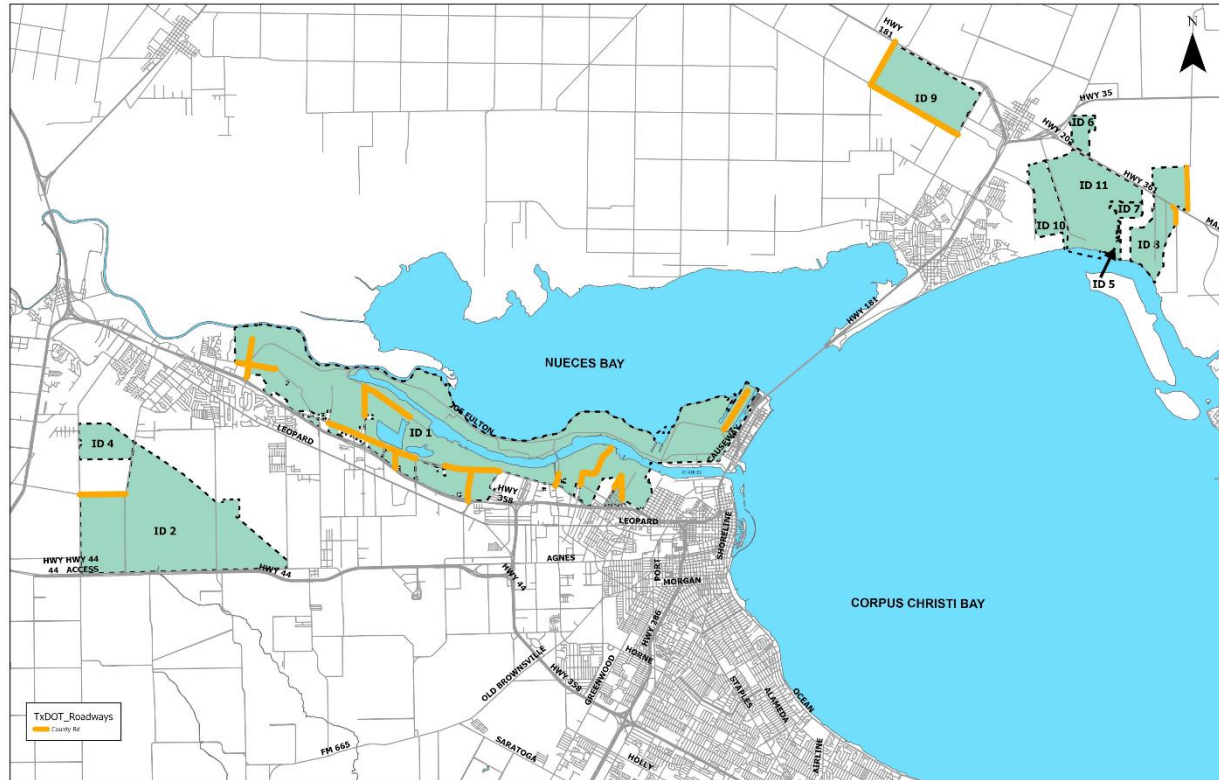 N
HWY
181
HWY 35
ID 9
ID 6
HWY 202
ID 11
HWY 361
ID 7
ID 10
ID 8
ID 5
HWY 181
NUECES BAY
JOE FULTON
ID 1
LEOPARD
CAUSEWAY
ID 4
HWY
358
LEOPARD
ID 2
SHORELINE
AGNES
PORT
HWY HWY 44
44 ACCESS
HWY 44
HWY 44
MORGAN
CORPUS CHRISTI BAY
HWY 286
HORNE
OLD BROWNSVILLE
GREENWOOD
HWY 358
STAPLES
ALAMEDA
OCEAN
TxDOT_Roadways
County Rd
FM 665
SARATOGA
HOLLY
AIRLINE